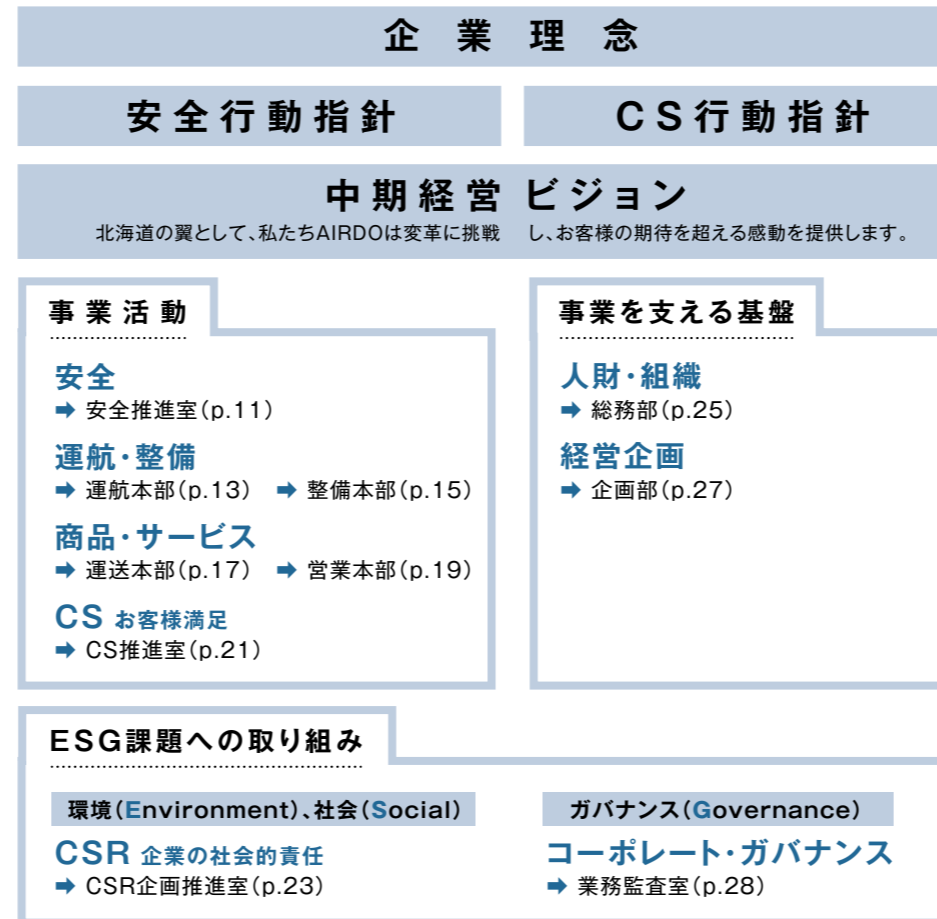 企業理念
安全行動指針
CS行動指針
中期経営ビジョン
北海道の翼として、私たちAIRDOは変革に挑戦 し、お客様の期待を超える感動を提供します。
事業活動
安全
➡ 安全推進室(p.11)
運航・整備
➡ 運航本部(p.13) ➡ 整備本部(p.15)
商品・サービス
➡ 運送本部(p.17) ➡ 営業本部(p.19)
CS お客様満足
➡ CS推進室(p.21)
事業を支える基盤
人財・組織
➡ 総務部(p.25)
経営企画
➡ 企画部(p.27)
ESG課題への取り組み
環境(Environment)、社会(Social)
CSR 企業の社会的責任
➡ CSR企画推進室(p.23)
ガバナンス(Governance)
コーポレート・ガバナンス
➡ 業務監査室(p.28)